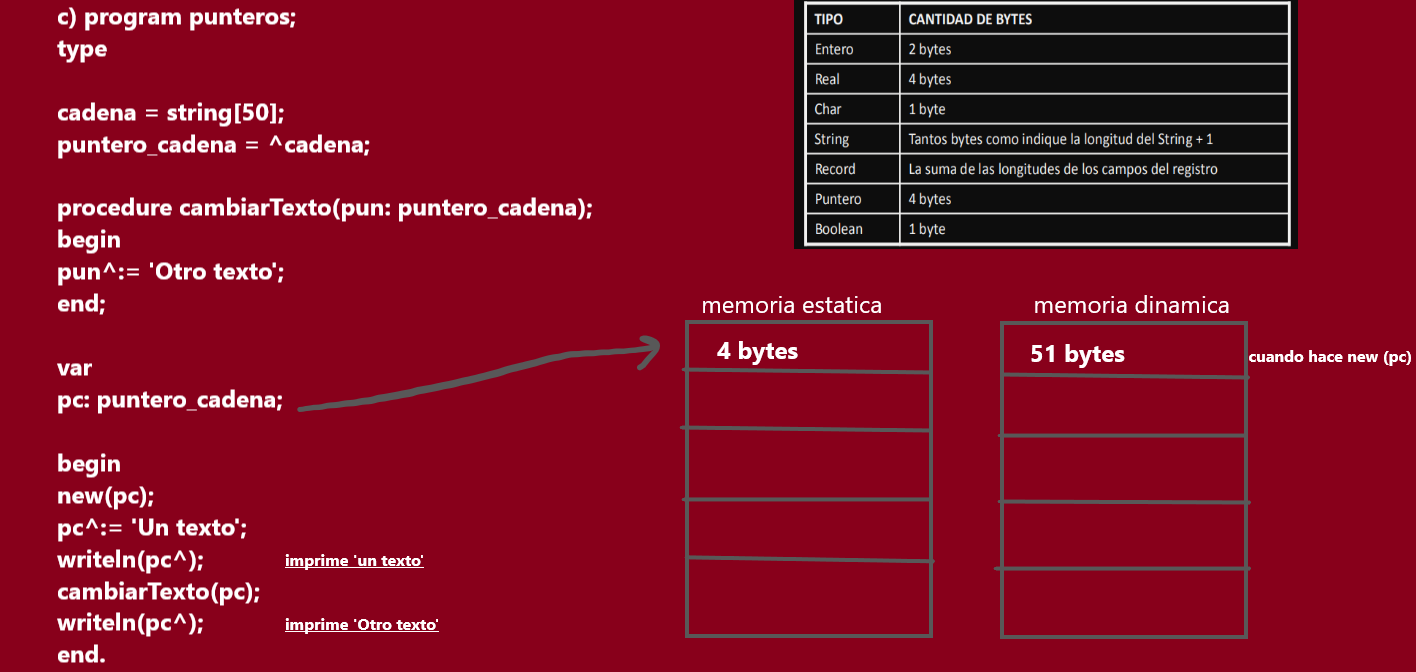 c) program punteros;
type
cadena = string[50];
puntero_cadena = ^cadena;
procedure cambiarTexto(pun: puntero_cadena);
begin
pun^:= 'Otro texto';
end;
var
pc: puntero_cadena;
begin
new(pc);
pc^:= 'Un texto';
writeln(pc^); imprime 'un texto'
cambiarTexto(pc);
writeln(pc^); imprime 'Otro texto'
end.
TIPO CANTIDAD DE BYTES
Entero 2 bytes
Real 4 bytes
Char 1 byte
String Tantos bytes como indique la longitud del String + 1
Record La suma de las longitudes de los campos del registro
Puntero 4 bytes
Boolean 1 byte
memoria estatica
4 bytes
memoria dinamica
51 bytes cuando hace new (pc)